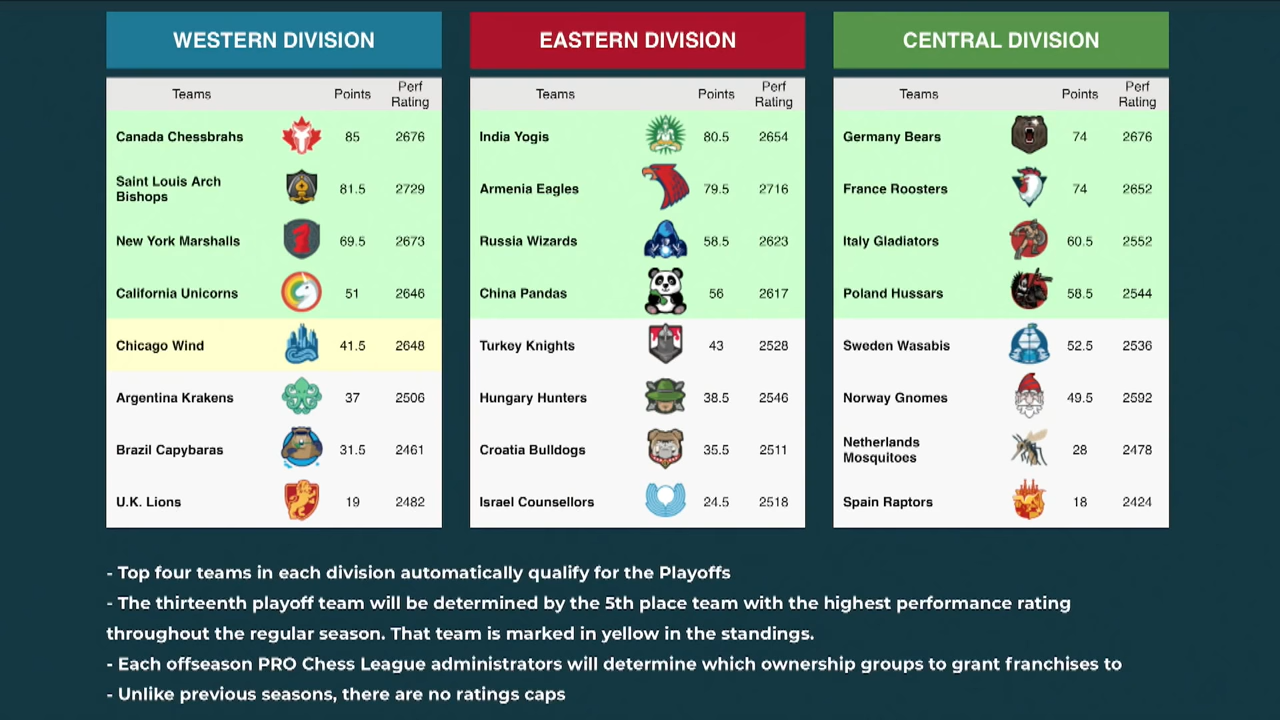 WESTERN DIVISION
Teams Points Perf Rating
Canada Chessbrahs 85 2676
Saint Louis Arch Bishops 81.5 2729
New York Marshalls 69.5 2673
California Unicorns 51 2646
Chicago Wind 41.5 2648
Argentina Krakens 37 2506
Brazil Capybaras 31.5 2461
U.K. Lions 19 2482
EASTERN DIVISION
Teams Points Perf Rating
India Yogis 80.5 2654
Armenia Eagles 79.5 2716
Russia Wizards 58.5 2623
China Pandas 56 2617
Turkey Knights 43 2528
Hungary Hunters 38.5 2546
Croatia Bulldogs 35.5 2511
Israel Counsellors 24.5 2518
CENTRAL DIVISION
Teams Points Perf Rating
Germany Bears 74 2676
France Roosters 74 2652
Italy Gladiators 60.5 2552
Poland Hussars 58.5 2544
Sweden Wasabis 52.5 2536
Norway Gnomes 49.5 2592
Netherlands Mosquitoes 28 2478
Spain Raptors 18 2424
- Top four teams in each division automatically qualify for the Playoffs
- The thirteenth playoff team will be determined by the 5th place team with the highest performance rating
throughout the regular season. That team is marked in yellow in the standings.
- Each offseason PRO Chess League administrators will determine which ownership groups to grant franchises to
- Unlike previous seasons, there are no ratings caps